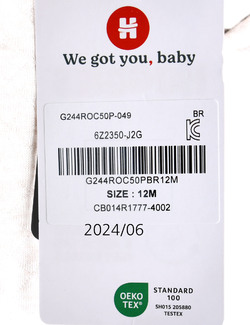 H
We got you, baby
G244ROC50P-049
BR
6Z2350-J2G
G244ROC50PBR12M
SIZE : 12M
CB014R1777-4002
2024/06
OEKO
TEX®
STANDARD
100
SH015 205880
TESTEX